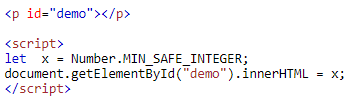 <p id="demo"></p>
<script>
let  x = Number.MIN_SAFE_INTEGER;
document.getElementById("demo").innerHTML = x;
</script>